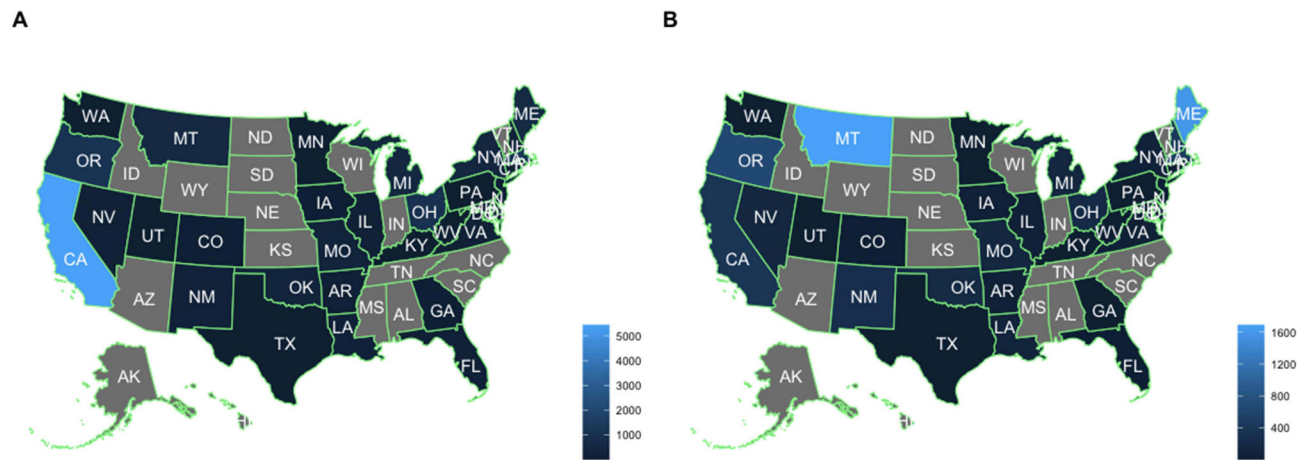 A
B
WA
MT
ND
MN
ME
VT
NH
OR
ID
SD
WI
NY
MA
CT
WY
MI
NE
IA
PA
NV
UT
CO
IL
IN
OH
KS
MO
WV
VA
KY
CA
NC
TN
AZ
NM
OK
AR
SC
MS
AL
GA
TX
LA
FL
AK
5000
4000
3000
2000
1000
WA
MT
ND
MN
ME
VT
NH
OR
ID
SD
WI
NY
MA
CT
WY
MI
NE
IA
PA
NV
UT
CO
IL
IN
OH
KS
MO
WV
VA
KY
CA
NC
TN
AZ
NM
OK
AR
SC
MS
AL
GA
TX
LA
FL
AK
1600
1200
800
400